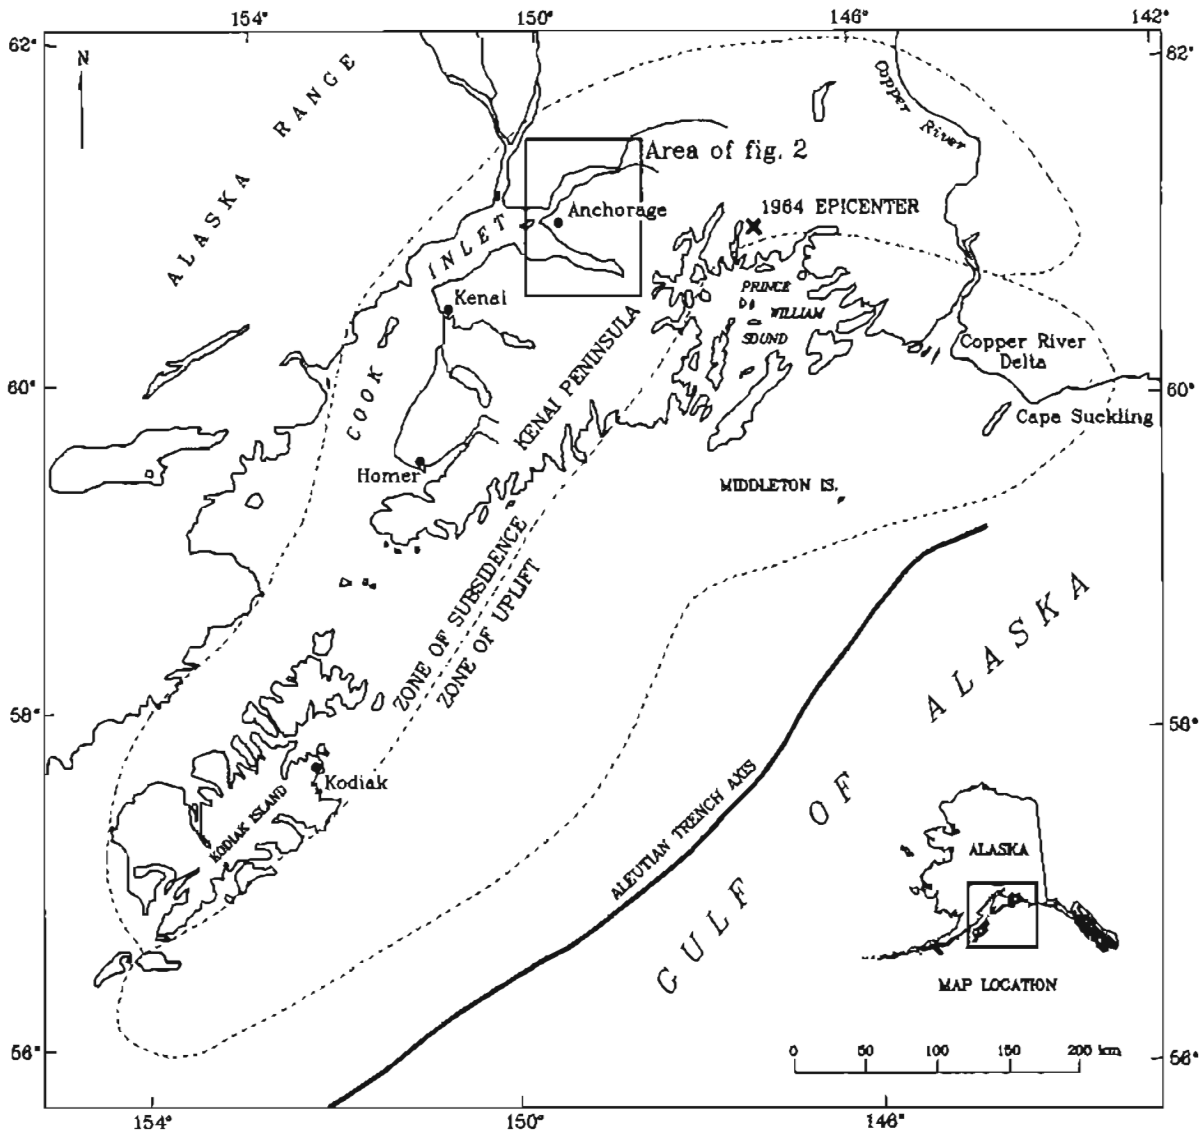 154°
150°
146°
142°
62°
62°
N
ALASKA RANGE
Copper River
Area of fig. 2
Anchorage
1964 EPICENTER
COOK INLET
Kenai
PRINCE
WILLIAM
SOUND
KENAI PENINSULA
Copper River
Delta
60°
60°
Cape Suckling
Homer
MIDDLETON IS.
ZONE OF SUBSIDENCE
ZONE OF UPLIFT
58°
58°
Kodiak
KODIAK ISLAND
ALEUTIAN TRENCH AXIS
GULF OF ALASKA
ALASKA
MAP LOCATION
0 50 100 150 200 km
56°
56°
154°
150°
146°